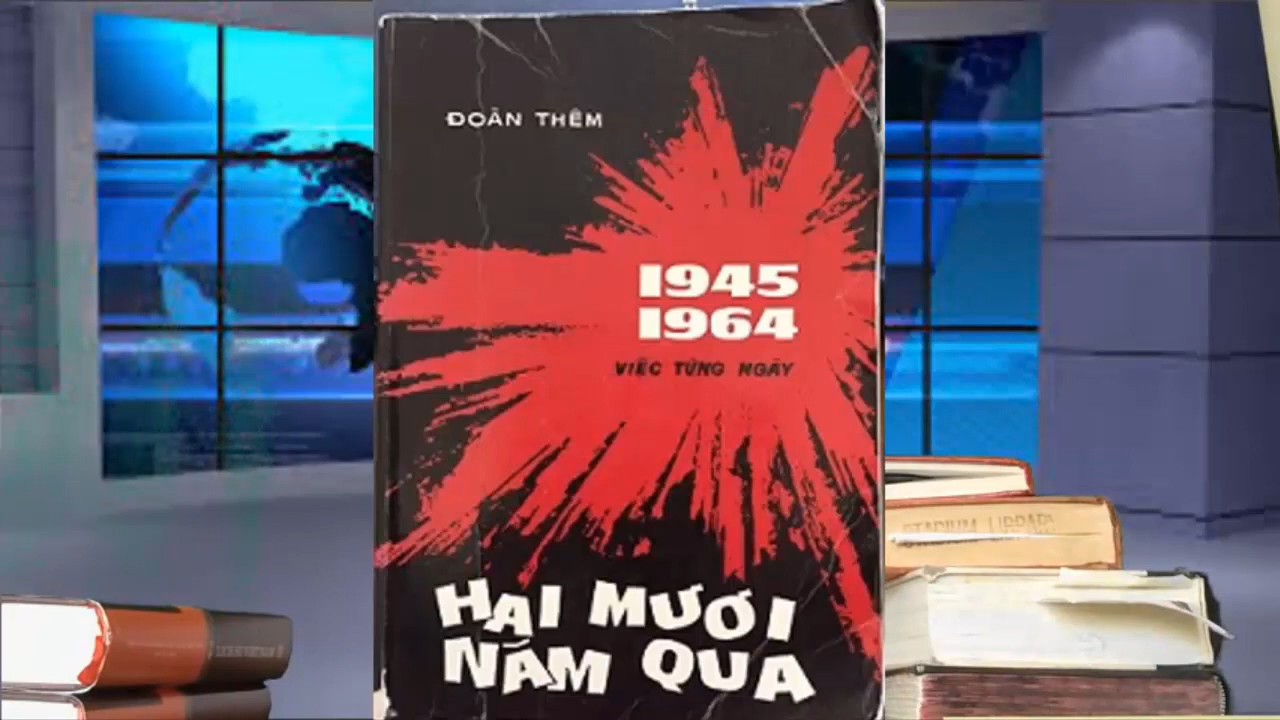 ĐOÀN THÊM
1945
1964
VIỆC TỪNG NGÀY
HAI MƯƠI
NĂM QUA
STADIUM LIBRARY